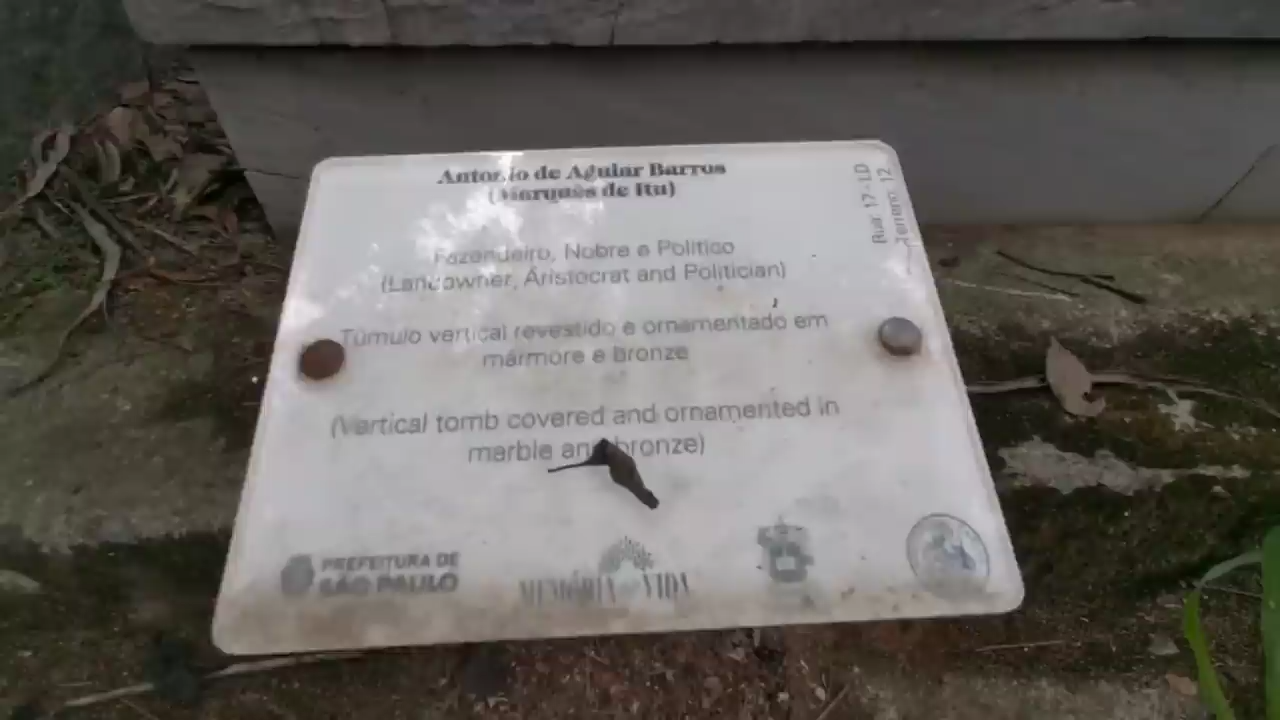 Antonio de Aguiar Barros
(Marquês de Itu)
Rua: 17 - LD
Terreno: 12
Fazendeiro, Nobre e Político
(Landowner, Aristocrat and Politician)
Túmulo vertical revestido e ornamentado em
mármore e bronze
(Vertical tomb covered and ornamented in
marble and bronze)
PREFEITURA DE
SÃO PAULO
MEMÓRIA & VIDA